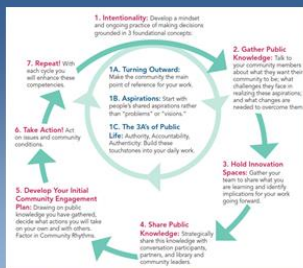 1. Intentionality: Develop a mindset
and ongoing practice of making decisions
grounded in 3 foundational concepts.
2. Gather Public
Knowledge: Talk to
your community members
about what they want their
community to be; what
challenges they face in
realizing these aspirations;
and what changes are
needed to overcome them
3. Hold Innovation
Spaces: Gather your
team to share what you
are learning and identify
implications for your work
going forward.
4. Share Public
Knowledge: Strategically
share this knowledge with
conversation participants,
partners, and library and
community leaders.
5. Develop Your Initial
Community Engagement
Plan: Drawing on public
knowledge you have gathered,
decide what actions you will take
on your own and with others.
Factor in Community Rhythms.
6. Take Action! Act
on issues and community
conditions.
7. Repeat! With
each cycle you
will enhance these
competencies.
1A. Turning Outward:
Make the community the main
point of reference for your work.
1B. Aspirations: Start with
people's shared aspirations rather
than "problems" or "visions."
1C. The 3A's of Public
Life: Authority, Accountability,
Authenticity: Build these
touchstones into your daily work.